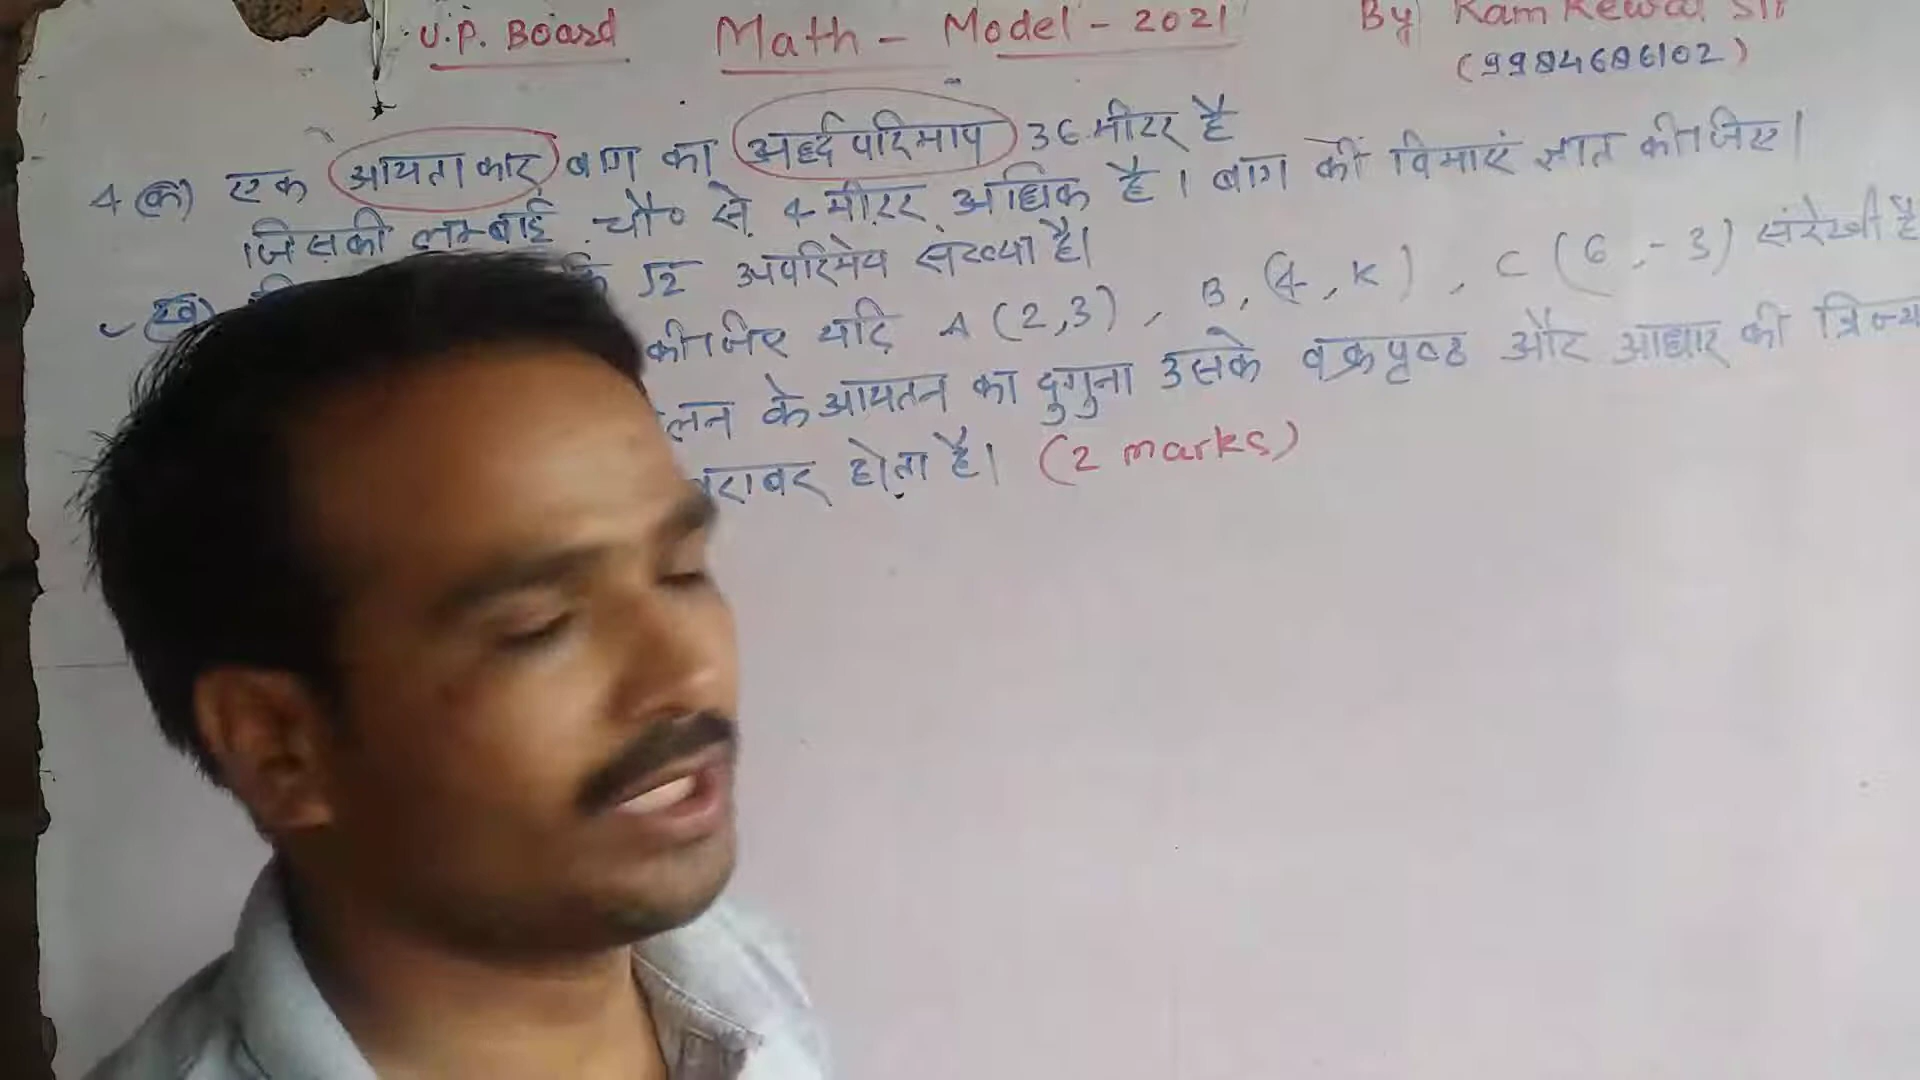 U.P. Board Math - Model - 2021 By Ram Kewal Sir
(9984686102)
4 (क) एक आयताकार बाग का अर्ध्द परिमाप 36 मीटर है
जिसकी लम्बाई चौ० से 4 मीटर अधिक है। बाग की विमाएं ज्ञात कीजिए।
(ख) √2 अपरिमेय संख्या है।
कीजिए यदि A (2,3), B, (4, K), C (6, -3) संरेखी है
लन के आयतन का दुगुना उसके वक्रपृष्ठ और आधार की त्रिज्या
बराबर होता है। (2 marks)